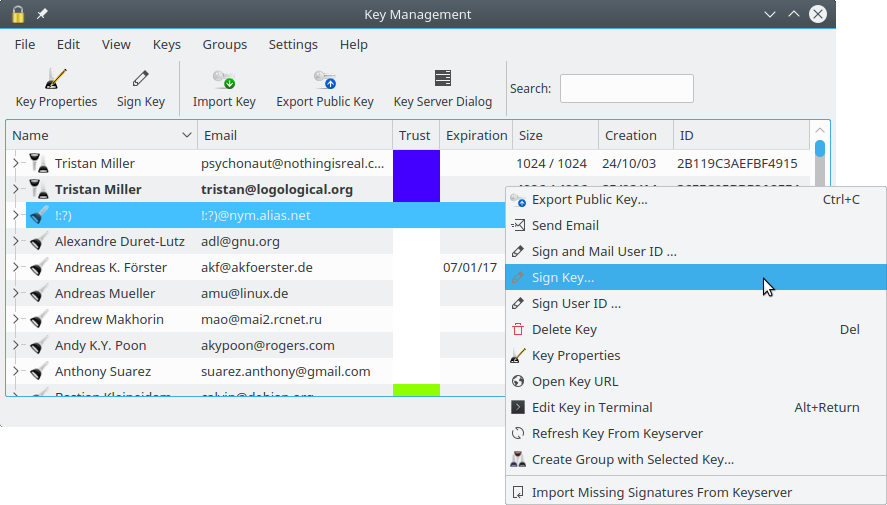 Key Management
File Edit View Keys Groups Settings Help
Key Properties Sign Key Import Key Export Public Key Key Server Dialog Search:
Name Email Trust Expiration Size Creation ID
Tristan Miller psychonaut@nothingisreal.c... 1024 / 1024 24/10/03 2B119C3AEFBF4915
Tristan Miller tristan@logological.org
Export Public Key... Ctrl+C
!:?) !:?)@nym.alias.net
Send Email
Alexandre Duret-Lutz adl@gnu.org
Sign and Mail User ID ...
Andreas K. Förster akf@akfoerster.de 07/01/17
Sign Key...
Andreas Mueller amu@linux.de
Sign User ID ...
Andrew Makhorin mao@mai2.rcnet.ru
Delete Key Del
Andy K.Y. Poon akypoon@rogers.com
Key Properties
Anthony Suarez suarez.anthony@gmail.com
Open Key URL
Edit Key in Terminal Alt+Return
Refresh Key From Keyserver
Create Group with Selected Key...
Import Missing Signatures From Keyserver